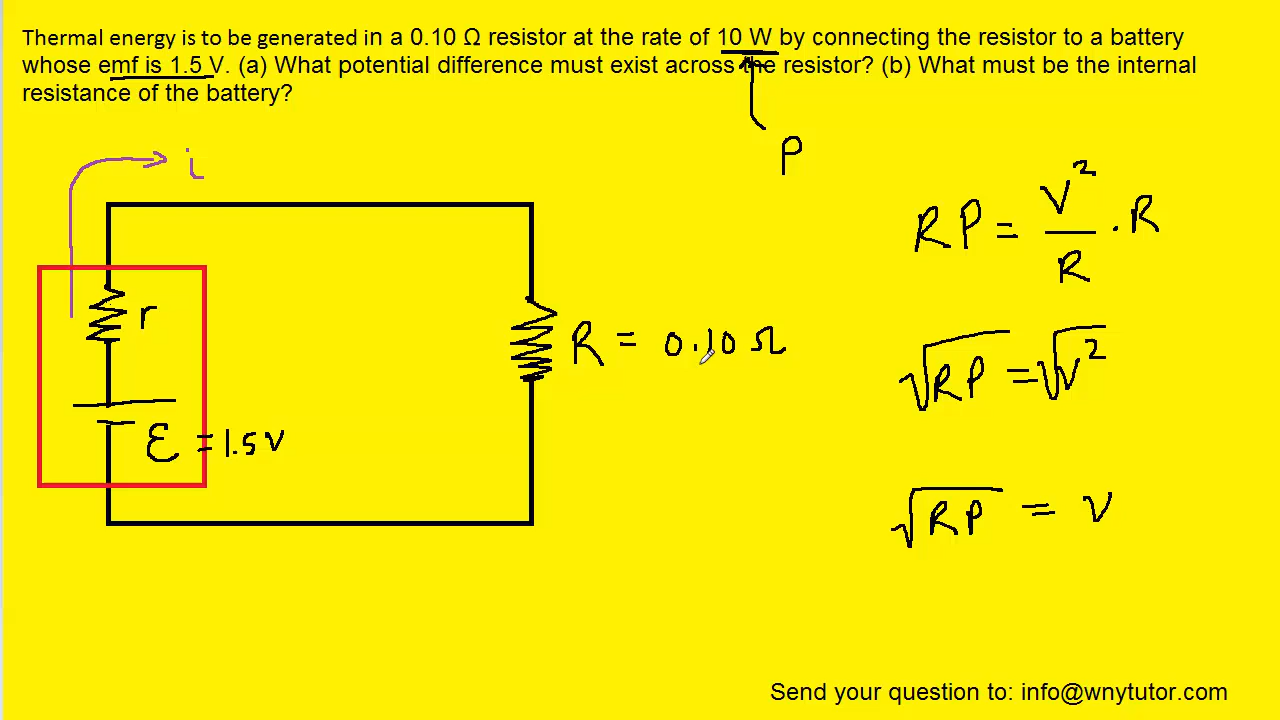 Thermal energy is to be generated in a 0.10 Ω resistor at the rate of 10 W by connecting the resistor to a battery
whose emf is 1.5 V. (a) What potential difference must exist across the resistor? (b) What must be the internal
resistance of the battery?
i
P
RP = V²/R · R
r
R = 0.10 Ω
√RP = √V²
ℰ = 1.5 V
√RP = V
Send your question to: info@wnytutor.com